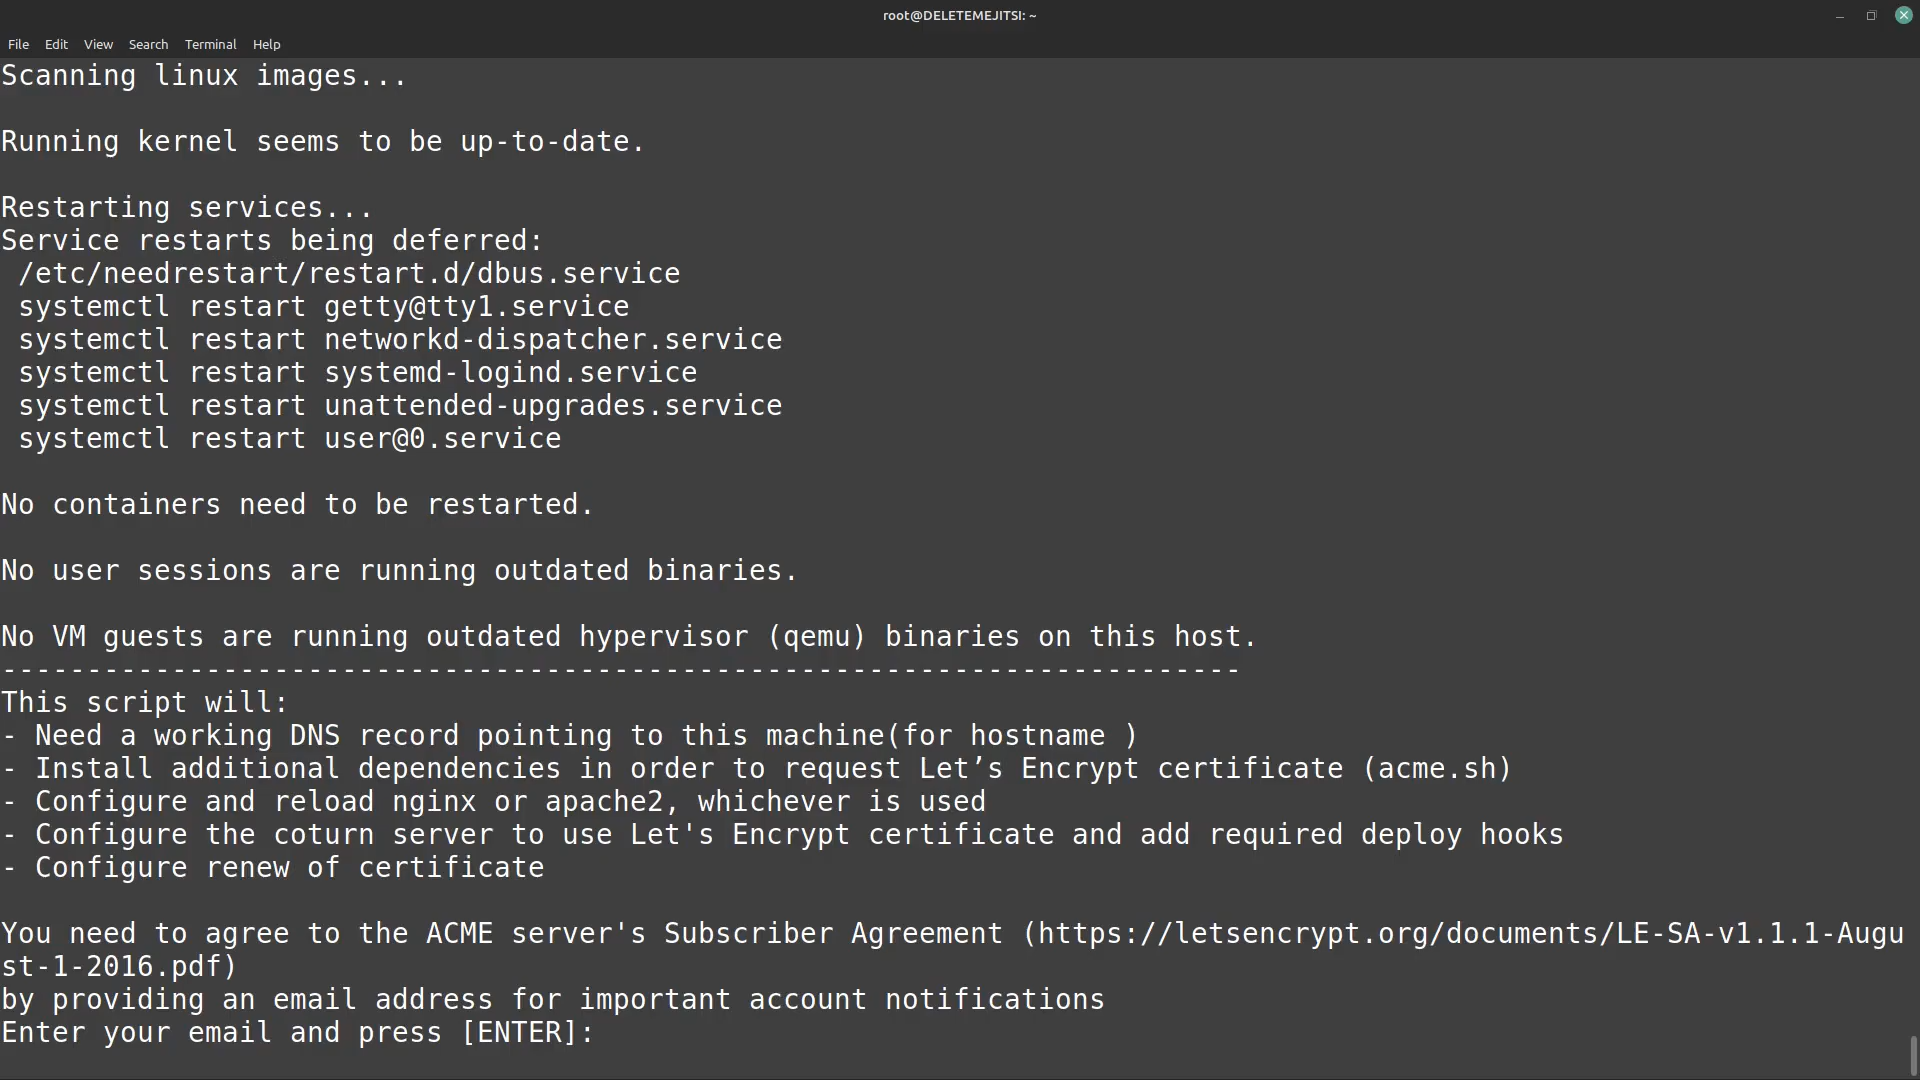 root@DELETEMEJITSI: ~
File Edit View Search Terminal Help
Scanning linux images...
Running kernel seems to be up-to-date.
Restarting services...
Service restarts being deferred:
 /etc/needrestart/restart.d/dbus.service
 systemctl restart getty@tty1.service
 systemctl restart networkd-dispatcher.service
 systemctl restart systemd-logind.service
 systemctl restart unattended-upgrades.service
 systemctl restart user@0.service
No containers need to be restarted.
No user sessions are running outdated binaries.
No VM guests are running outdated hypervisor (qemu) binaries on this host.
-------------------------------------------------------------------------
This script will:
- Need a working DNS record pointing to this machine(for hostname )
- Install additional dependencies in order to request Let’s Encrypt certificate (acme.sh)
- Configure and reload nginx or apache2, whichever is used
- Configure the coturn server to use Let's Encrypt certificate and add required deploy hooks
- Configure renew of certificate
You need to agree to the ACME server's Subscriber Agreement (https://letsencrypt.org/documents/LE-SA-v1.1.1-Augu
st-1-2016.pdf)
by providing an email address for important account notifications
Enter your email and press [ENTER]: